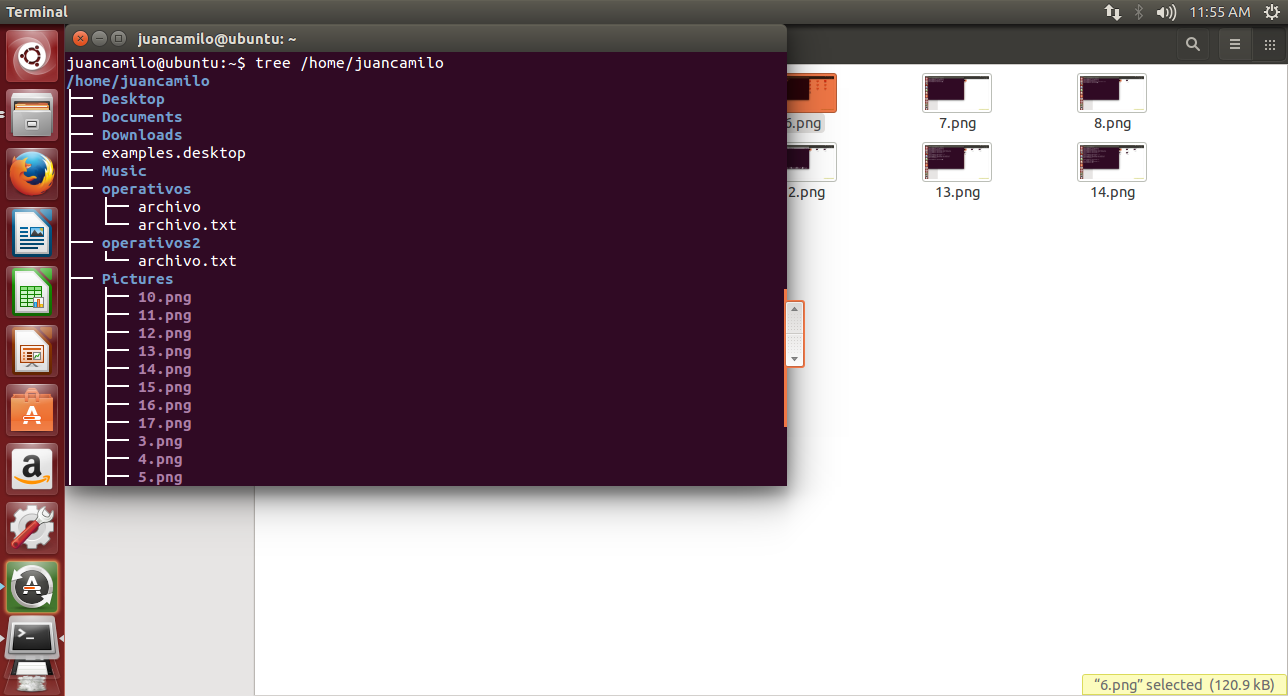 Terminal
11:55 AM
juancamilo@ubuntu: ~
juancamilo@ubuntu:~$ tree /home/juancamilo
/home/juancamilo
Desktop
Documents
Downloads
examples.desktop
Music
operativos
archivo
archivo.txt
operativos2
archivo.txt
Pictures
10.png
11.png
12.png
13.png
14.png
15.png
16.png
17.png
3.png
4.png
5.png
6.png
7.png
8.png
2.png
13.png
14.png
“6.png” selected (120.9 kB)